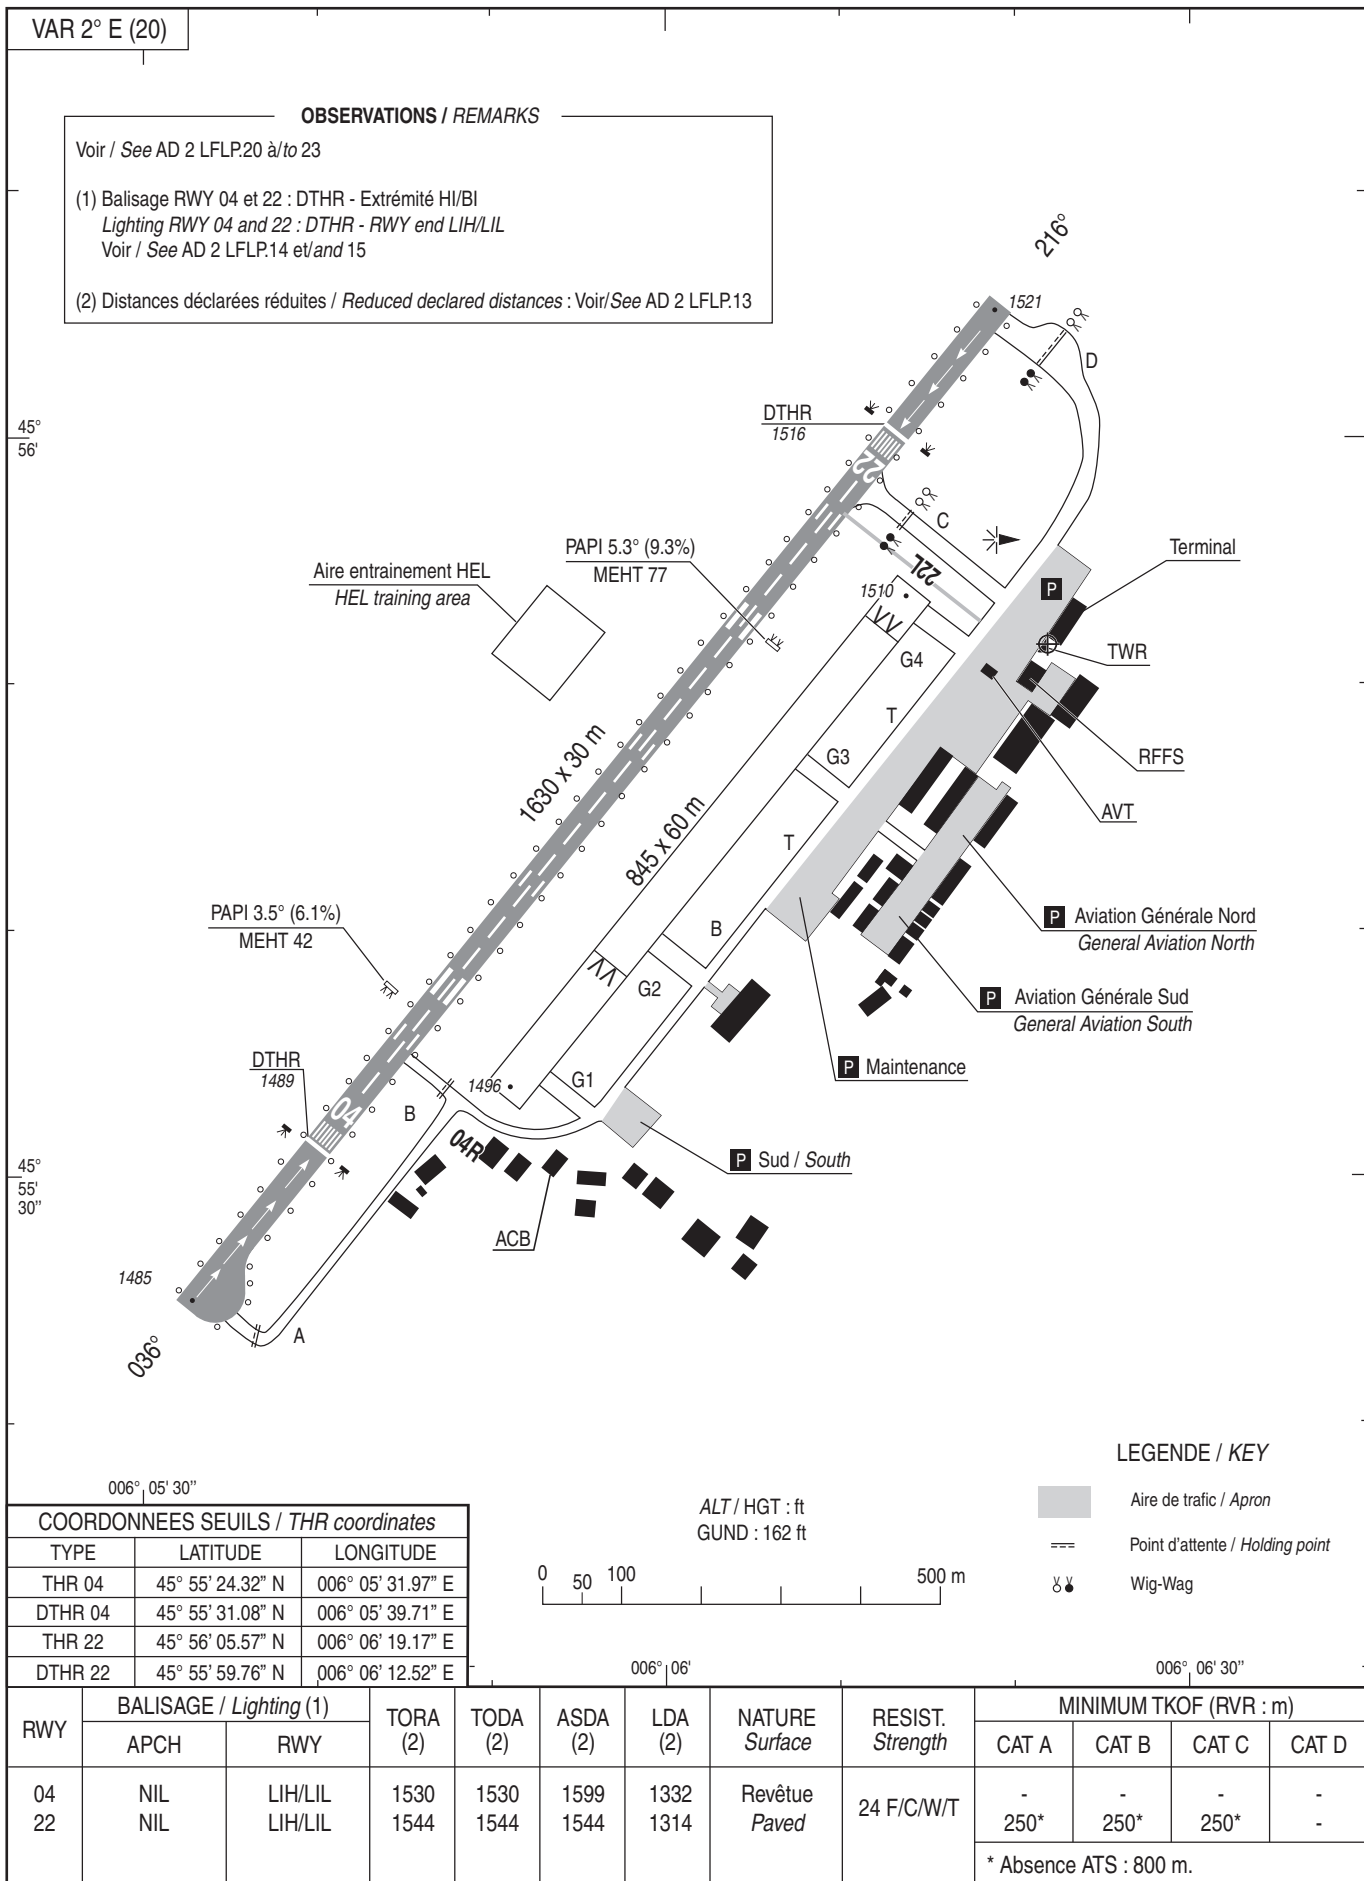 VAR 2° E (20)
OBSERVATIONS / REMARKS
Voir / See AD 2 LFLP.20 à/to 23
(1) Balisage RWY 04 et 22 : DTHR - Extrémité HI/BI
Lighting RWY 04 and 22 : DTHR - RWY end LIH/LIL
Voir / See AD 2 LFLP.14 et/and 15
(2) Distances déclarées réduites / Reduced declared distances : Voir/See AD 2 LFLP.13
216°
1521
D
DTHR
1516
45°
56'
22
C
PAPI 5.3° (9.3%)
MEHT 77
Terminal
Aire entrainement HEL
HEL training area
22L
1510
P
TWR
G4
T
RFFS
G3
1630 x 30 m
AVT
845 x 60 m
T
PAPI 3.5° (6.1%)
MEHT 42
B
P Aviation Générale Nord
General Aviation North
G2
P Aviation Générale Sud
General Aviation South
DTHR
1489
P Maintenance
1496
G1
04
B
04R
P Sud / South
45°
55'
30''
ACB
1485
A
036°
LEGENDE / KEY
Aire de trafic / Apron
Point d'attente / Holding point
Wig-Wag
006° 05' 30''
ALT / HGT : ft
GUND : 162 ft
0 50 100 500 m
006° 06'
006° 06' 30''
COORDONNEES SEUILS / THR coordinates
TYPE LATITUDE LONGITUDE
THR 04 45° 55' 24.32'' N 006° 05' 31.97'' E
DTHR 04 45° 55' 31.08'' N 006° 05' 39.71'' E
THR 22 45° 56' 05.57'' N 006° 06' 19.17'' E
DTHR 22 45° 55' 59.76'' N 006° 06' 12.52'' E
RWY BALISAGE / Lighting (1) TORA (2) TODA (2) ASDA (2) LDA (2) NATURE Surface RESIST. Strength MINIMUM TKOF (RVR : m)
APCH RWY CAT A CAT B CAT C CAT D
04 NIL LIH/LIL 1530 1530 1599 1332 Revêtue 24 F/C/W/T - - - -
22 NIL LIH/LIL 1544 1544 1544 1314 Paved 250* 250* 250* -
* Absence ATS : 800 m.